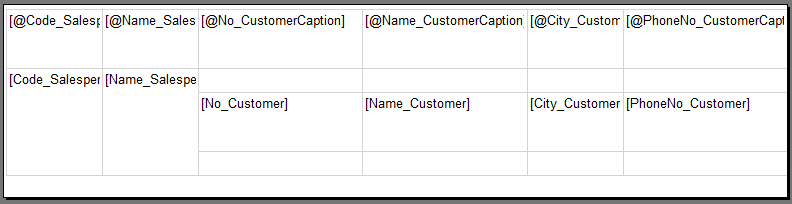 [@Code_Salesp
[@Name_Sales
[@No_CustomerCaption]
[@Name_CustomerCaption]
[@City_Custom
[@PhoneNo_CustomerCapt
[Code_Salesper
[Name_Salespe
[No_Customer]
[Name_Customer]
[City_Customer
[PhoneNo_Customer]